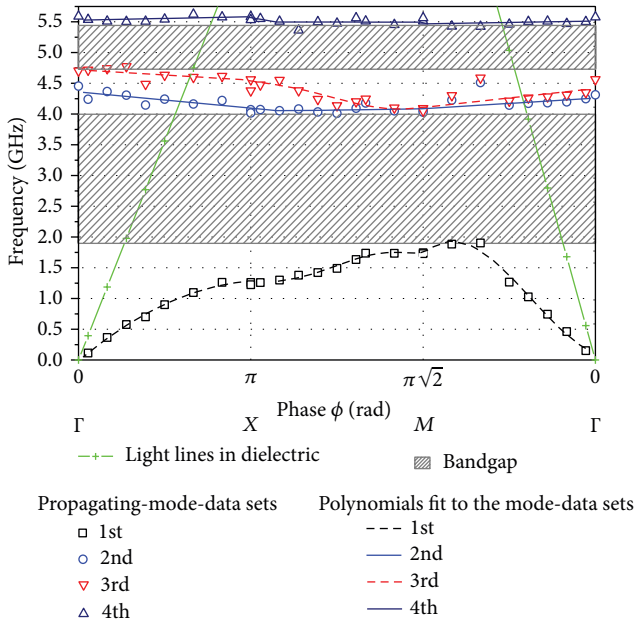 5.5
5.0
4.5
4.0
3.5
3.0
2.5
2.0
1.5
1.0
0.5
0.0
Frequency (GHz)
0 π π√2 0
Phase ϕ (rad)
Γ X M Γ
Light lines in dielectric
Bandgap
Propagating-mode-data sets
1st
2nd
3rd
4th
Polynomials fit to the mode-data sets
1st
2nd
3rd
4th